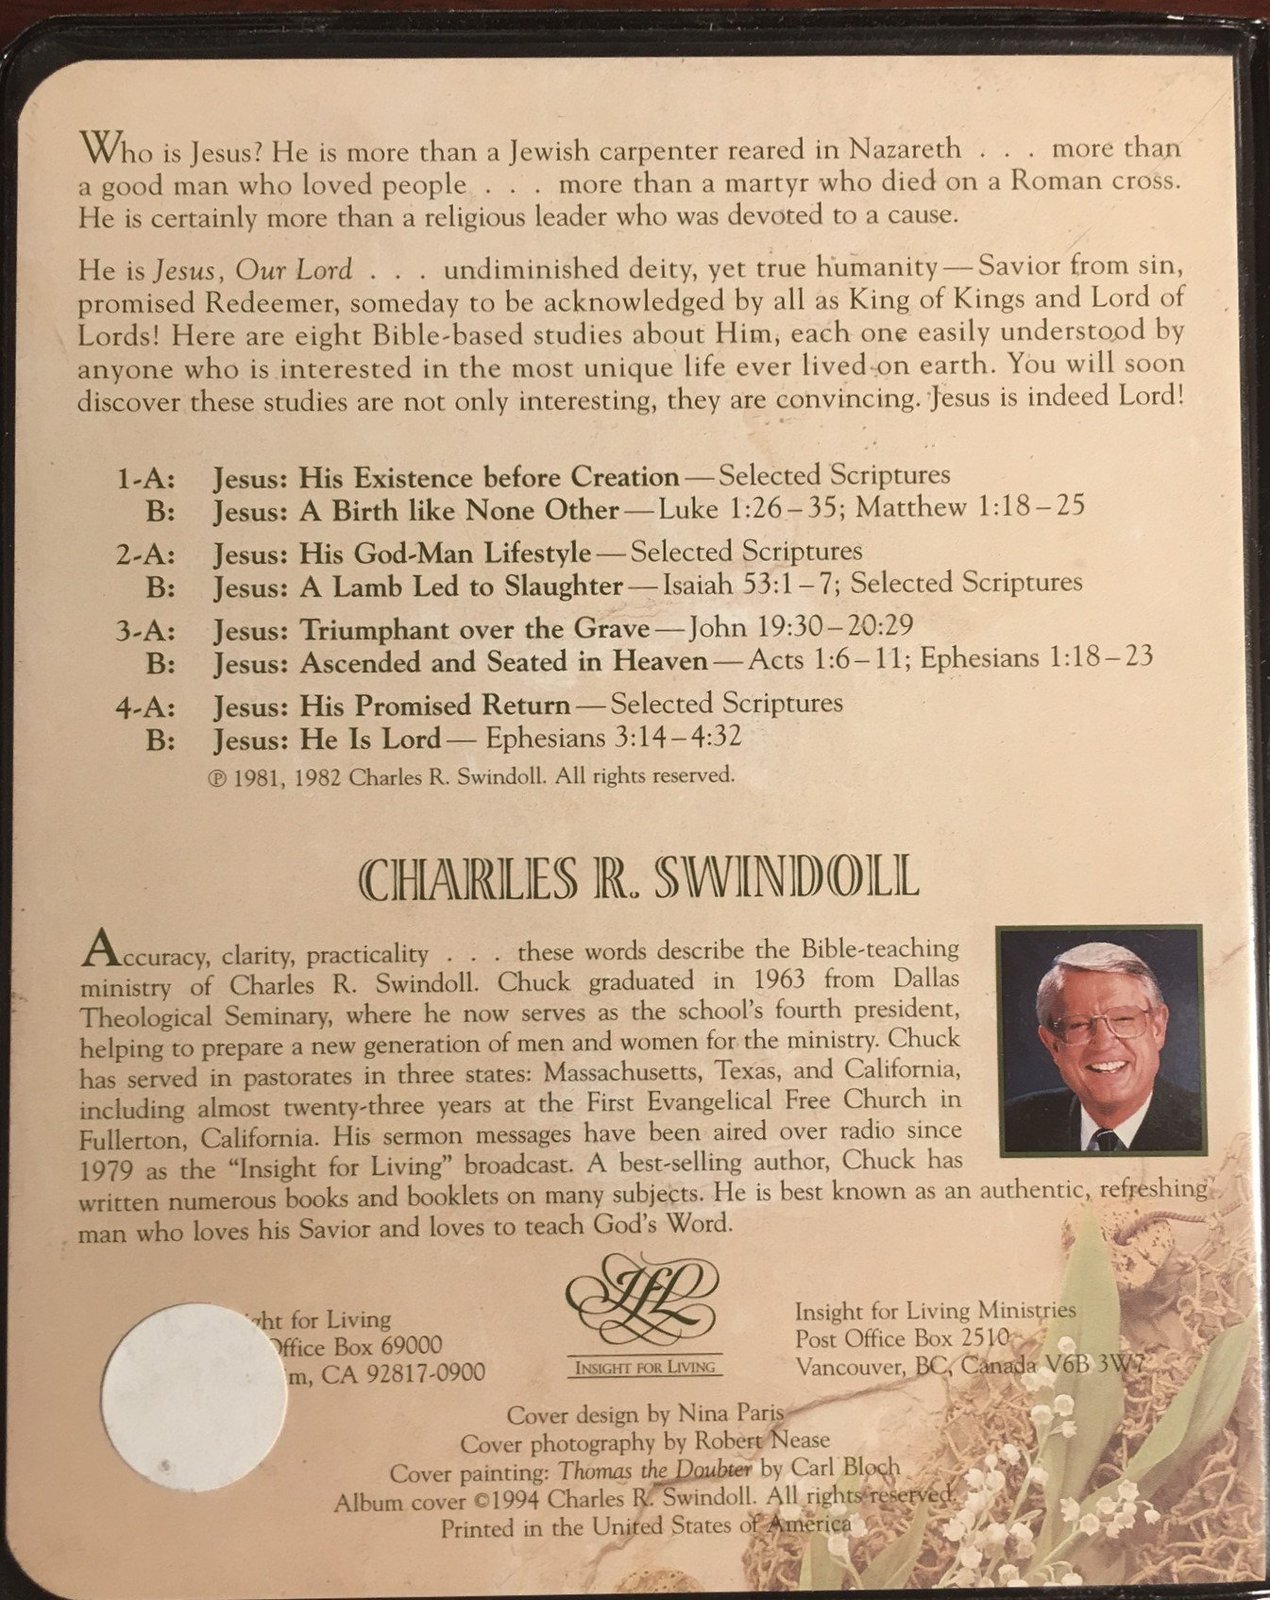 Who is Jesus? He is more than a Jewish carpenter reared in Nazareth . . . more than
a good man who loved people . . . more than a martyr who died on a Roman cross.
He is certainly more than a religious leader who was devoted to a cause.
He is Jesus, Our Lord . . . undiminished deity, yet true humanity—Savior from sin,
promised Redeemer, someday to be acknowledged by all as King of Kings and Lord of
Lords! Here are eight Bible-based studies about Him, each one easily understood by
anyone who is interested in the most unique life ever lived on earth. You will soon
discover these studies are not only interesting, they are convincing. Jesus is indeed Lord!
1-A: Jesus: His Existence before Creation—Selected Scriptures
B: Jesus: A Birth like None Other—Luke 1:26–35; Matthew 1:18–25
2-A: Jesus: His God-Man Lifestyle—Selected Scriptures
B: Jesus: A Lamb Led to Slaughter—Isaiah 53:1–7; Selected Scriptures
3-A: Jesus: Triumphant over the Grave—John 19:30–20:29
B: Jesus: Ascended and Seated in Heaven—Acts 1:6–11; Ephesians 1:18–23
4-A: Jesus: His Promised Return—Selected Scriptures
B: Jesus: He Is Lord— Ephesians 3:14–4:32
℗ 1981, 1982 Charles R. Swindoll. All rights reserved.
CHARLES R. SWINDOLL
Accuracy, clarity, practicality . . . these words describe the Bible-teaching
ministry of Charles R. Swindoll. Chuck graduated in 1963 from Dallas
Theological Seminary, where he now serves as the school's fourth president,
helping to prepare a new generation of men and women for the ministry. Chuck
has served in pastorates in three states: Massachusetts, Texas, and California,
including almost twenty-three years at the First Evangelical Free Church in
Fullerton, California. His sermon messages have been aired over radio since
1979 as the “Insight for Living” broadcast. A best-selling author, Chuck has
written numerous books and booklets on many subjects. He is best known as an authentic, refreshing
man who loves his Savior and loves to teach God's Word.
ght for Living
Office Box 69000
m, CA 92817-0900
IFL
INSIGHT FOR LIVING
Insight for Living Ministries
Post Office Box 2510
Vancouver, BC, Canada V6B 3W7
Cover design by Nina Paris
Cover photography by Robert Nease
Cover painting: Thomas the Doubter by Carl Bloch
Album cover ©1994 Charles R. Swindoll. All rights reserved.
Printed in the United States of America